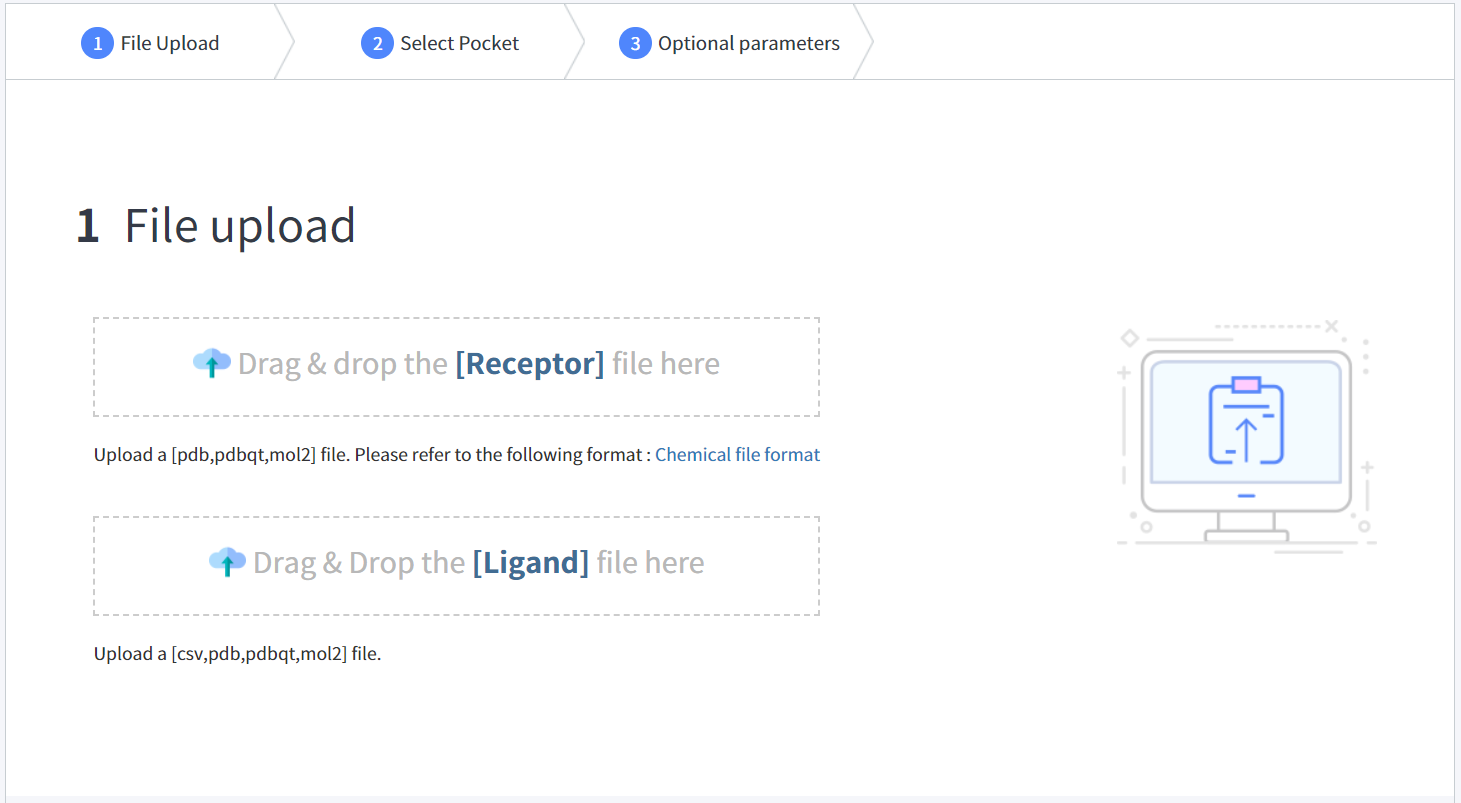 1 File Upload
2 Select Pocket
3 Optional parameters
1 File upload
Drag & drop the [Receptor] file here
Upload a [pdb,pdbqt,mol2] file. Please refer to the following format : Chemical file format
Drag & Drop the [Ligand] file here
Upload a [csv,pdb,pdbqt,mol2] file.